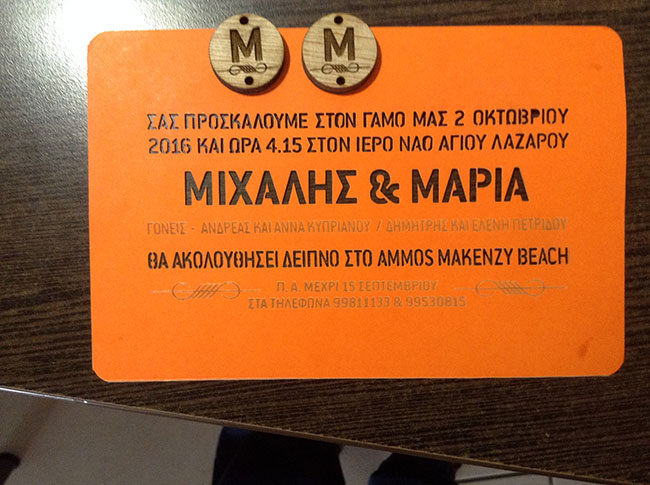 M M
ΣΑΣ ΠΡΟΣΚΑΛΟΥΜΕ ΣΤΟΝ ΓΑΜΟ ΜΑΣ 2 ΟΚΤΩΒΡΙΟΥ
2016 ΚΑΙ ΩΡΑ 4.15 ΣΤΟΝ ΙΕΡΟ ΝΑΟ ΑΓΙΟΥ ΛΑΖΑΡΟΥ
ΜΙΧΑΛΗΣ & ΜΑΡΙΑ
ΓΟΝΕΙΣ - ΑΝΔΡΕΑΣ ΚΑΙ ΑΝΝΑ ΚΥΠΡΙΑΝΟΥ / ΔΗΜΗΤΡΗΣ ΚΑΙ ΕΛΕΝΗ ΠΕΤΡΙΔΟΥ
ΘΑ ΑΚΟΛΟΥΘΗΣΕΙ ΔΕΙΠΝΟ ΣΤΟ AMMOS MAKENZY BEACH
Π. Α. ΜΕΧΡΙ 15 ΣΕΠΤΕΜΒΡΙΟΥ
ΣΤΑ ΤΗΛΕΦΩΝΑ 99811133 & 99530815